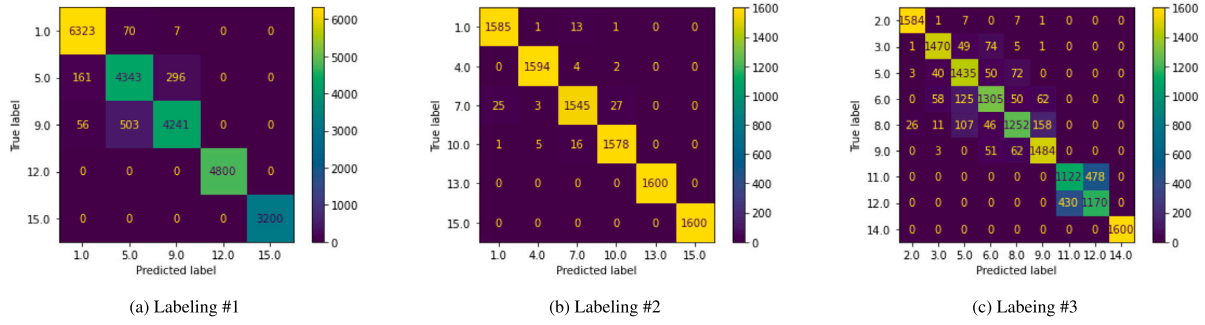 1.0 6323 70 7 0 0
5.0 161 4343 296 0 0
9.0 56 503 4241 0 0
12.0 0 0 0 4800 0
15.0 0 0 0 0 3200
1.0 5.0 9.0 12.0 15.0
True label
Predicted label
6000
5000
4000
3000
2000
1000
0
(a) Labeling #1
1.0 1585 1 13 1 0 0
4.0 0 1594 4 2 0 0
7.0 25 3 1545 27 0 0
10.0 1 5 16 1578 0 0
13.0 0 0 0 0 1600 0
15.0 0 0 0 0 0 1600
1.0 4.0 7.0 10.0 13.0 15.0
True label
Predicted label
1600
1400
1200
1000
800
600
400
200
0
(b) Labeling #2
2.0 1584 1 7 0 7 1 0 0 0
3.0 1 1470 49 74 5 1 0 0 0
5.0 3 40 1435 50 72 0 0 0 0
6.0 0 58 125 1305 50 62 0 0 0
8.0 26 11 107 46 1252 158 0 0 0
9.0 0 3 0 51 62 1484 0 0 0
11.0 0 0 0 0 0 0 1122 478 0
12.0 0 0 0 0 0 0 430 1170 0
14.0 0 0 0 0 0 0 0 0 1600
2.0 3.0 5.0 6.0 8.0 9.0 11.0 12.0 14.0
True label
Predicted label
1600
1400
1200
1000
800
600
400
200
0
(c) Labeing #3